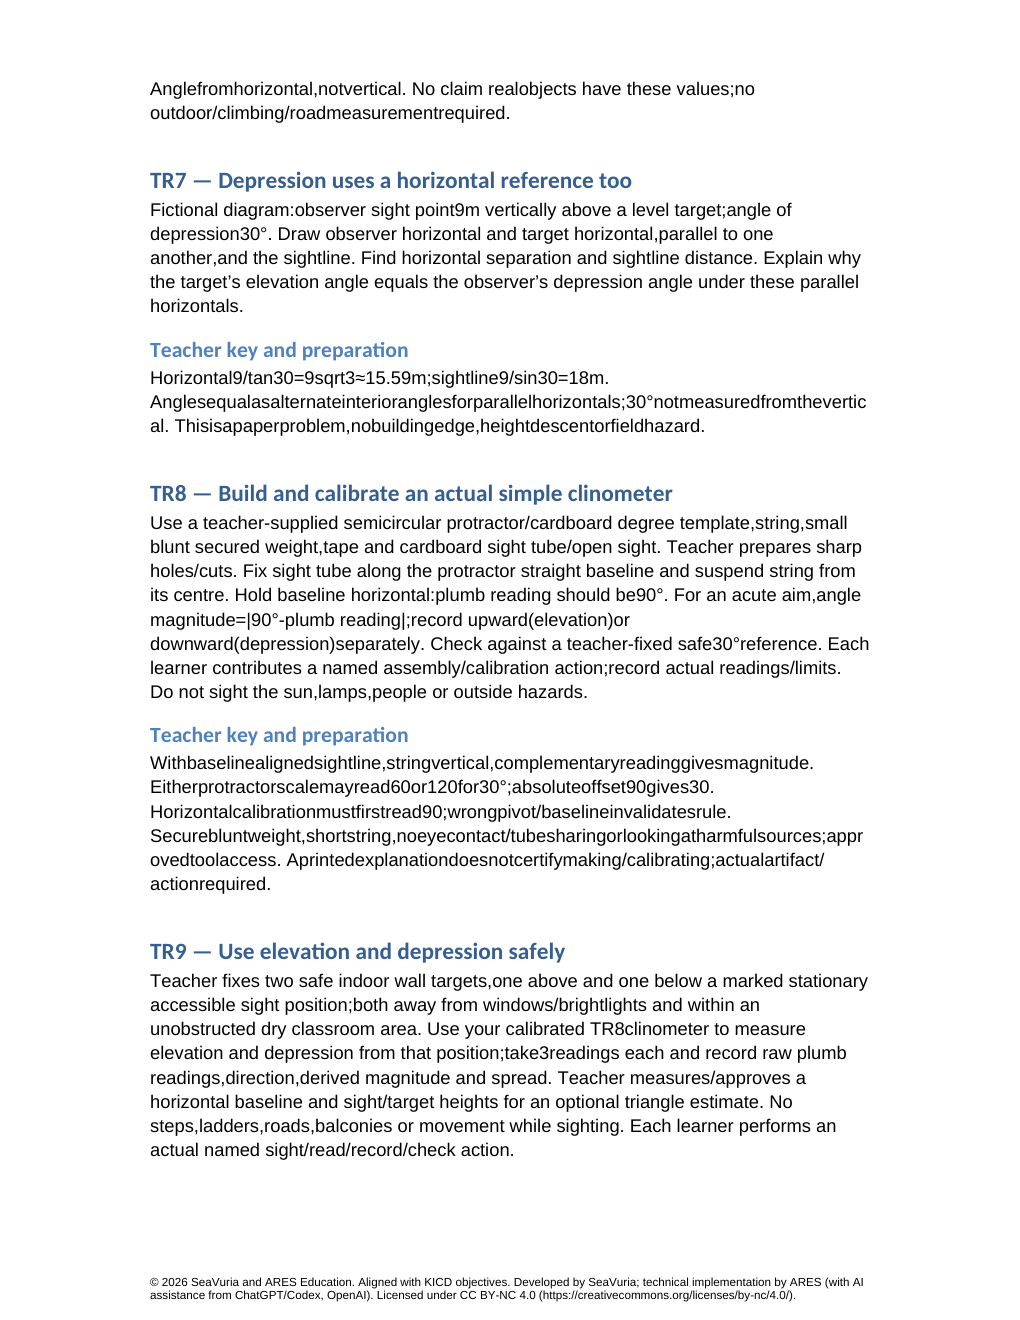 Anglefromhorizontal,notvertical. No claim realobjects have these values;no
outdoor/climbing/roadmeasurementrequired.
TR7 — Depression uses a horizontal reference too
Fictional diagram:observer sight point9m vertically above a level target;angle of
depression30°. Draw observer horizontal and target horizontal,parallel to one
another,and the sightline. Find horizontal separation and sightline distance. Explain why
the target’s elevation angle equals the observer’s depression angle under these parallel
horizontals.
Teacher key and preparation
Horizontal9/tan30=9sqrt3≈15.59m;sightline9/sin30=18m.
Anglesequalasalternateinterioranglesforparallelhorizontals;30°notmeasuredfromthevertic
al. Thisisapaperproblem,nobuildingedge,heightdescentorfieldhazard.
TR8 — Build and calibrate an actual simple clinometer
Use a teacher-supplied semicircular protractor/cardboard degree template,string,small
blunt secured weight,tape and cardboard sight tube/open sight. Teacher prepares sharp
holes/cuts. Fix sight tube along the protractor straight baseline and suspend string from
its centre. Hold baseline horizontal:plumb reading should be90°. For an acute aim,angle
magnitude=|90°-plumb reading|;record upward(elevation)or
downward(depression)separately. Check against a teacher-fixed safe30°reference. Each
learner contributes a named assembly/calibration action;record actual readings/limits.
Do not sight the sun,lamps,people or outside hazards.
Teacher key and preparation
Withbaselinealignedsightline,stringvertical,complementaryreadinggivesmagnitude.
Eitherprotractorscalemayread60or120for30°;absoluteoffset90gives30.
Horizontalcalibrationmustfirstread90;wrongpivot/baselineinvalidatesrule.
Securebluntweight,shortstring,noeyecontact/tubesharingorlookingatharmfulsources;appr
ovedtoolaccess. Aprintedexplanationdoesnotcertifymaking/calibrating;actualartifact/
actionrequired.
TR9 — Use elevation and depression safely
Teacher fixes two safe indoor wall targets,one above and one below a marked stationary
accessible sight position;both away from windows/brightlights and within an
unobstructed dry classroom area. Use your calibrated TR8clinometer to measure
elevation and depression from that position;take3readings each and record raw plumb
readings,direction,derived magnitude and spread. Teacher measures/approves a
horizontal baseline and sight/target heights for an optional triangle estimate. No
steps,ladders,roads,balconies or movement while sighting. Each learner performs an
actual named sight/read/record/check action.
© 2026 SeaVuria and ARES Education. Aligned with KICD objectives. Developed by SeaVuria; technical implementation by ARES (with AI
assistance from ChatGPT/Codex, OpenAI). Licensed under CC BY-NC 4.0 (https://creativecommons.org/licenses/by-nc/4.0/).